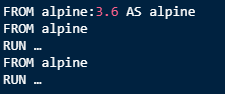 FROM alpine:3.6 AS alpine
FROM alpine
RUN …
FROM alpine
RUN …